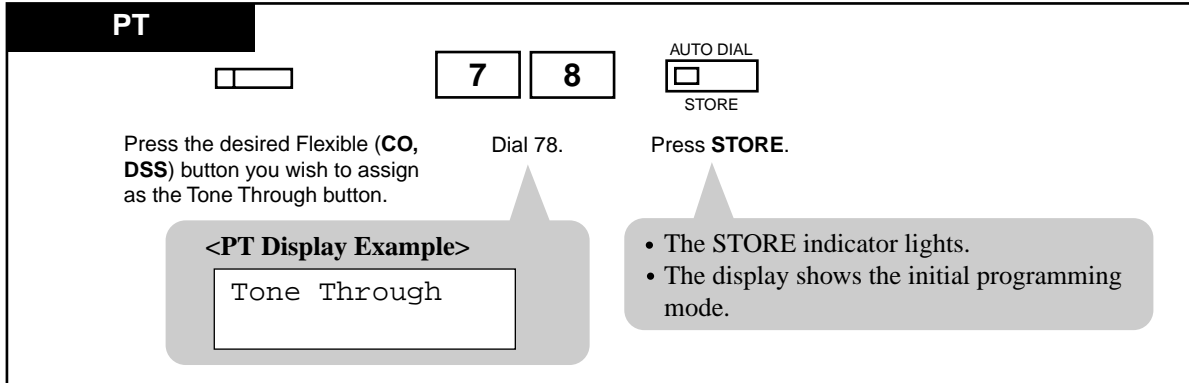 PT
7 8
AUTO DIAL
STORE
Press the desired Flexible (CO,
DSS) button you wish to assign
as the Tone Through button.
Dial 78.
Press STORE.
<PT Display Example>
Tone Through
• The STORE indicator lights.
• The display shows the initial programming
mode.